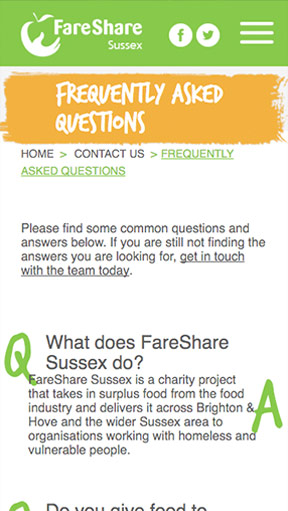 FareShare
Sussex
FREQUENTLY ASKED
QUESTIONS
HOME > CONTACT US > FREQUENTLY
ASKED QUESTIONS
Please find some common questions and
answers below. If you are still not finding the
answers you are looking for, get in touch
with the team today.
Q
What does FareShare
Sussex do?
FareShare Sussex is a charity project
that takes in surplus food from the food
industry and delivers it across Brighton &
Hove and the wider Sussex area to
organisations working with homeless and
vulnerable people.
A
Do you give food to